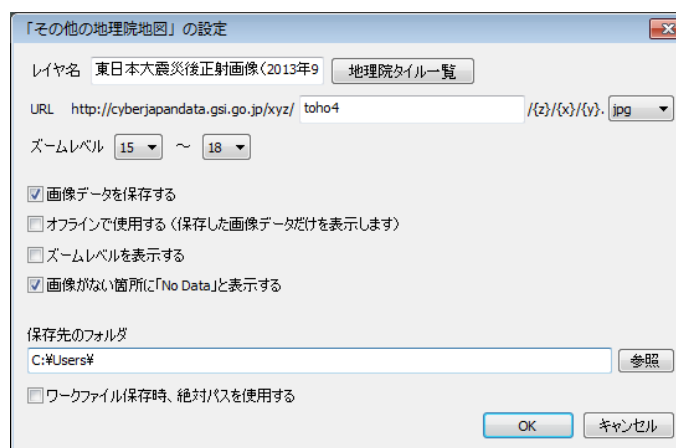 「その他の地理院地図」の設定
レイヤ名 東日本大震災後正射画像(2013年9 地理院タイル一覧
URL http://cyberjapandata.gsi.go.jp/xyz/ toho4 /{z}/{x}/{y}. jpg
ズームレベル 15 ～ 18
画像データを保存する
オフラインで使用する(保存した画像データだけを表示します)
ズームレベルを表示する
画像がない箇所に「No Data」と表示する
保存先のフォルダ
C:¥Users¥ 参照
ワークファイル保存時、絶対パスを使用する
OK キャンセル